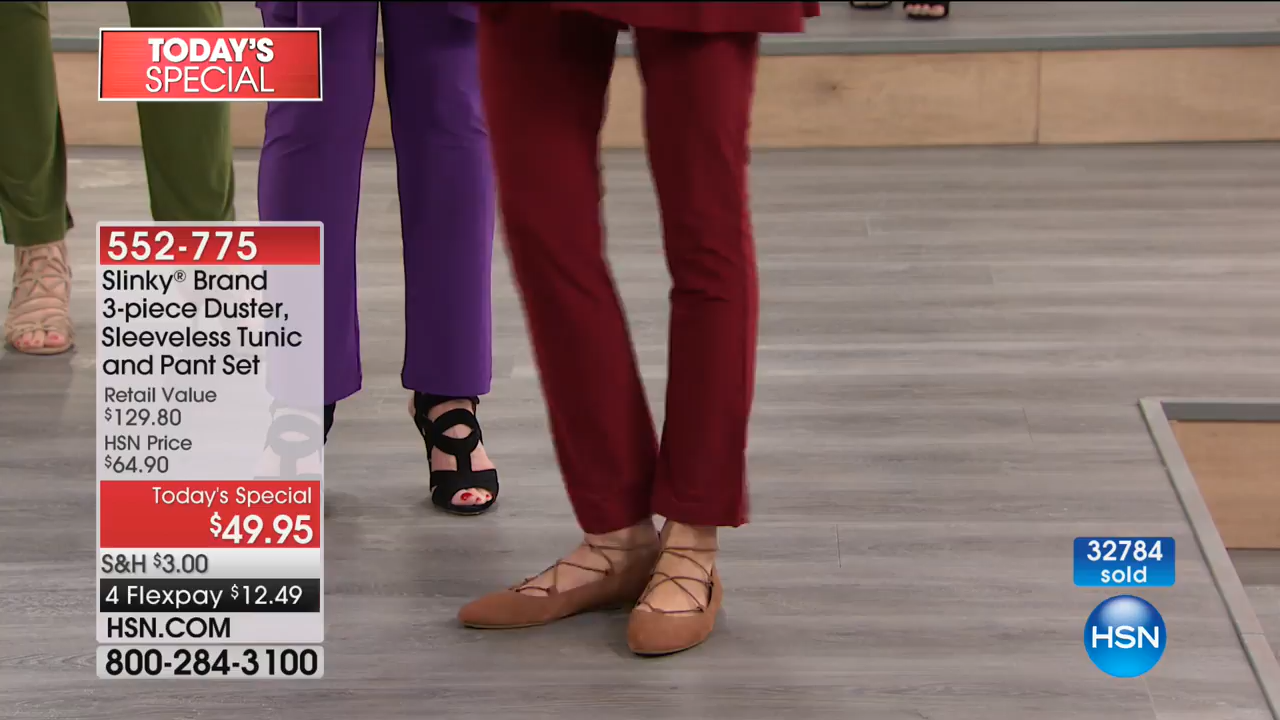 TODAY'S
SPECIAL
552-775
Slinky® Brand
3-piece Duster,
Sleeveless Tunic
and Pant Set
Retail Value
$129.80
HSN Price
$64.90
Today's Special
$49.95
S&H $3.00
4 Flexpay $12.49
HSN.COM
800-284-3100
32784
sold
HSN